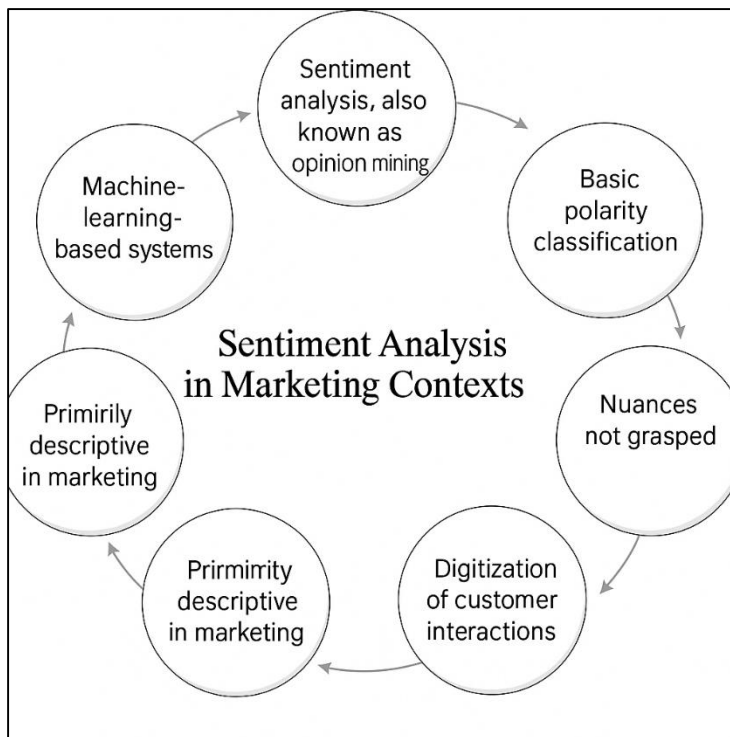 Sentiment
analysis, also
known as
opinion mining
Basic
polarity
classification
Nuances
not grasped
Digitization
of customer
interactions
Prirmirrity
descriptive
in marketing
Primirily
descriptive
in marketing
Machine-
learning-
based systems
Sentiment Analysis
in Marketing Contexts